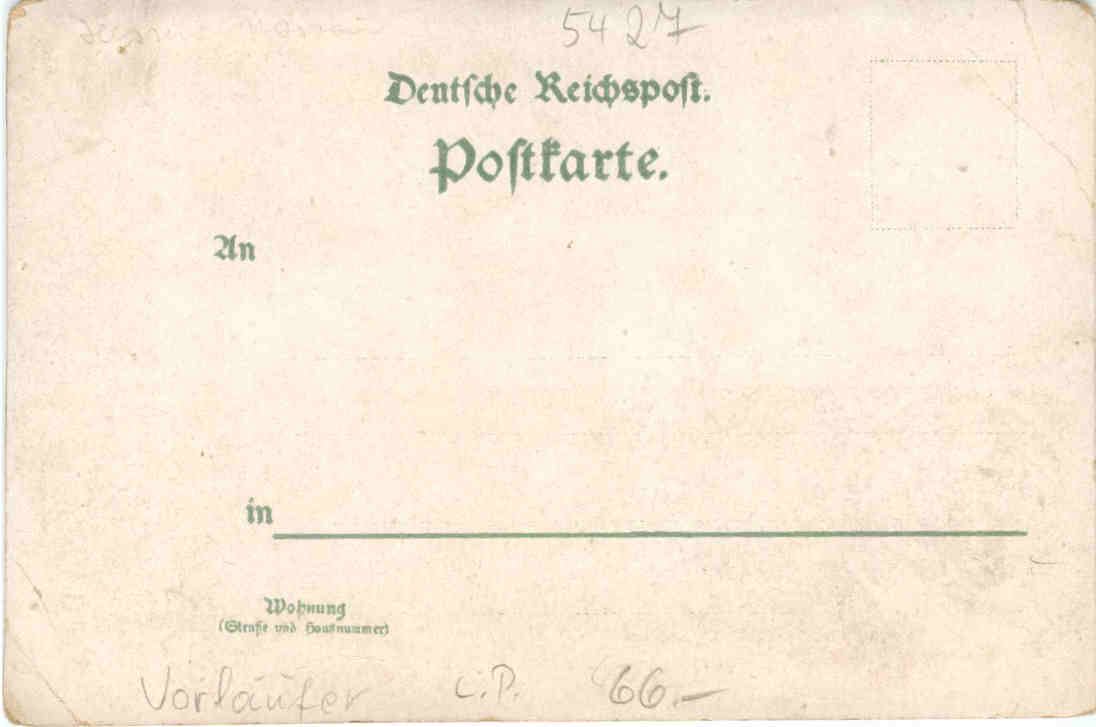 5427
Deutsche Reichspost.
Postkarte.
An
in
Wohnung
(Straße und Hausnummer)
Vorläufer C.P. 66.—